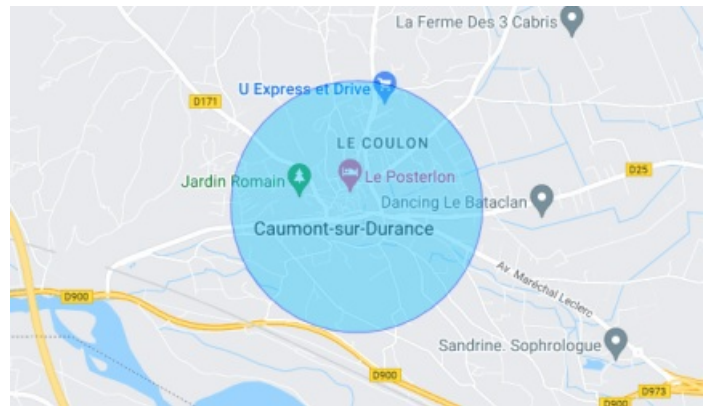 La Ferme Des 3 Cabris
U Express et Drive
D171
LE COULON
Jardin Romain
Le Posterlon
D25
Dancing Le Bataclan
Caumont-sur-Durance
Av. Maréchal Leclerc
D900
Sandrine. Sophrologue
D900
D973
D900